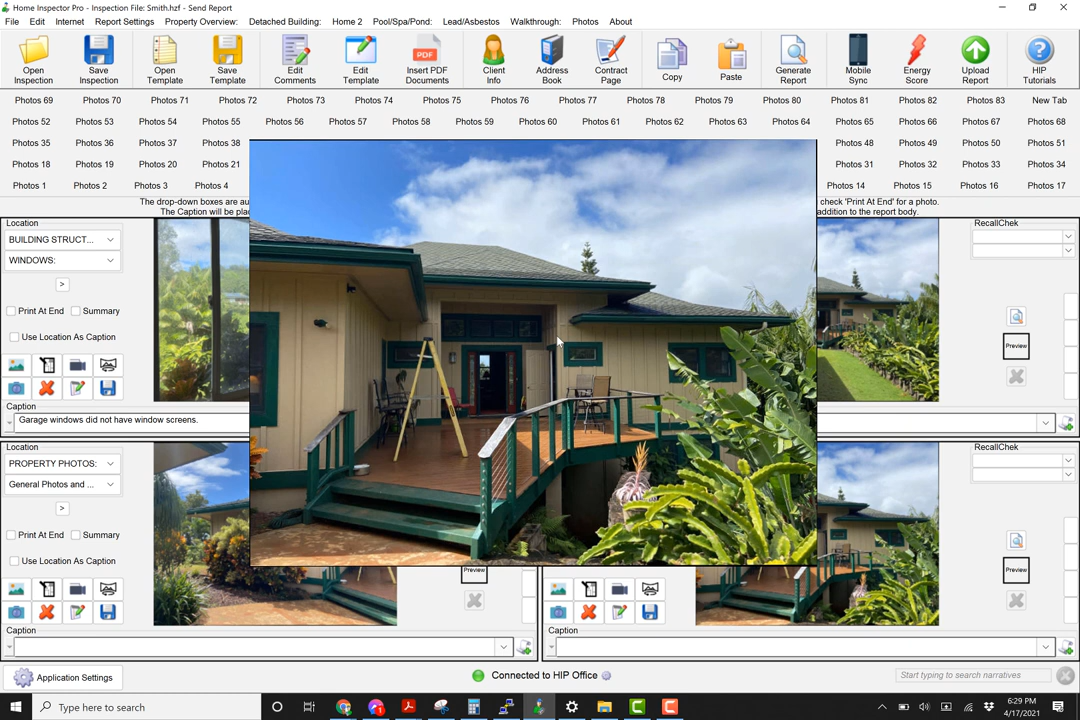 Home Inspector Pro - Inspection File: Smith.hzf - Send Report
File Edit Internet Report Settings Property Overview: Detached Building: Home 2 Pool/Spa/Pond: Lead/Asbestos Walkthrough: Photos About
Open Inspection Save Inspection Open Template Save Template Edit Comments Edit Template PDF Insert PDF Documents Client Info Address Book Contract Page Copy Paste Generate Report Mobile Sync Energy Score Upload Report HIP Tutorials
Photos 69 Photos 70 Photos 71 Photos 72 Photos 73 Photos 74 Photos 75 Photos 76 Photos 77 Photos 78 Photos 79 Photos 80 Photos 81 Photos 82 Photos 83 New Tab
Photos 52 Photos 53 Photos 54 Photos 55 Photos 56 Photos 57 Photos 58 Photos 59 Photos 60 Photos 61 Photos 62 Photos 63 Photos 64 Photos 65 Photos 66 Photos 67 Photos 68
Photos 35 Photos 36 Photos 37 Photos 38 Photos 48 Photos 49 Photos 50 Photos 51
Photos 18 Photos 19 Photos 20 Photos 21 Photos 31 Photos 32 Photos 33 Photos 34
Photos 1 Photos 2 Photos 3 Photos 4 Photos 14 Photos 15 Photos 16 Photos 17
The drop-down boxes are au check 'Print At End' for a photo.
The Caption will be pla addition to the report body.
Location RecallChek
BUILDING STRUCT...
WINDOWS:
>
Print At End Summary
Use Location As Caption Preview
Caption
Garage windows did not have window screens.
Location RecallChek
PROPERTY PHOTOS:
General Photos and ...
>
Print At End Summary
Use Location As Caption Preview Preview
Caption Caption
Application Settings Connected to HIP Office Start typing to search narratives
Type here to search 6:29 PM
4/17/2021